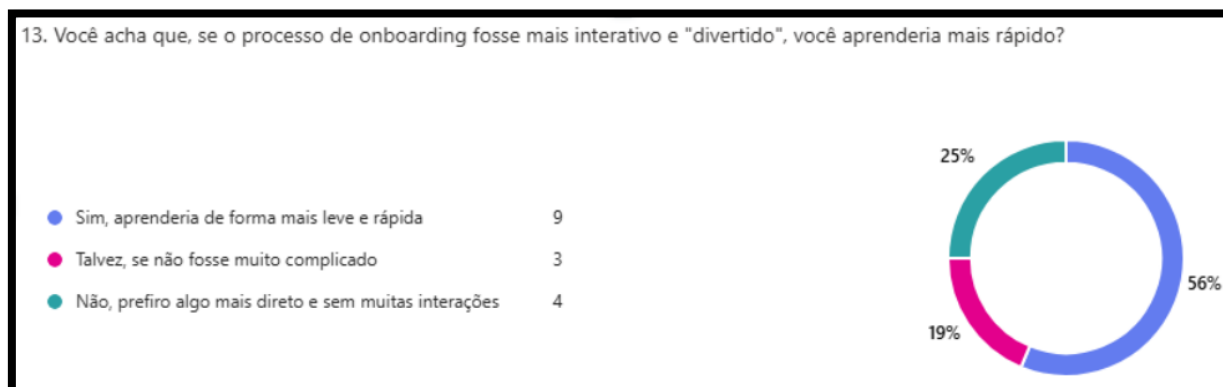 13. Você acha que, se o processo de onboarding fosse mais interativo e "divertido", você aprenderia mais rápido?
Sim, aprenderia de forma mais leve e rápida 9
Talvez, se não fosse muito complicado 3
Não, prefiro algo mais direto e sem muitas interações 4
25%
56%
19%